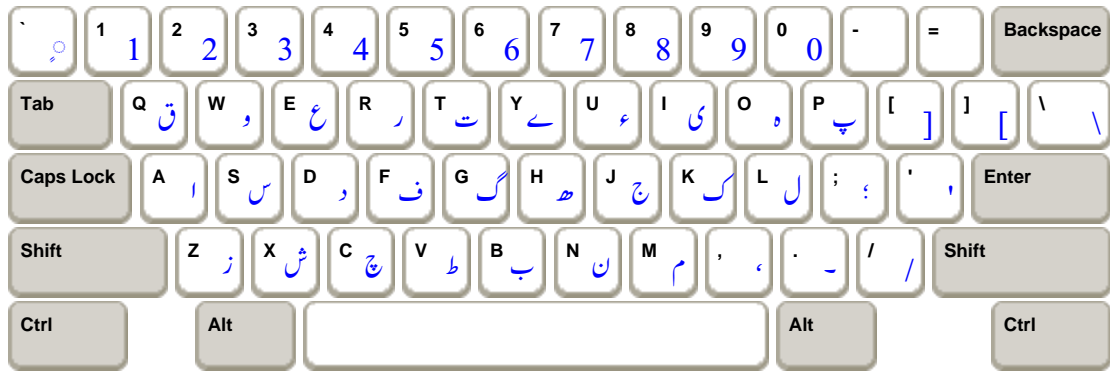 ` ٍ 1 1 2 2 3 3 4 4 5 5 6 6 7 7 8 8 9 9 0 0 - = Backspace
Tab Q ق W و E ع R ر T ت Y ے U ء I ی O ہ P پ [ ] ] [ \ \
Caps Lock A ا S س D د F ف G گ H ھ J ج K ک L ل ; ؛ ' ' Enter
Shift Z ز X ش C چ V ط B ب N ن M م , ، . ۔ / / Shift
Ctrl Alt Alt Ctrl